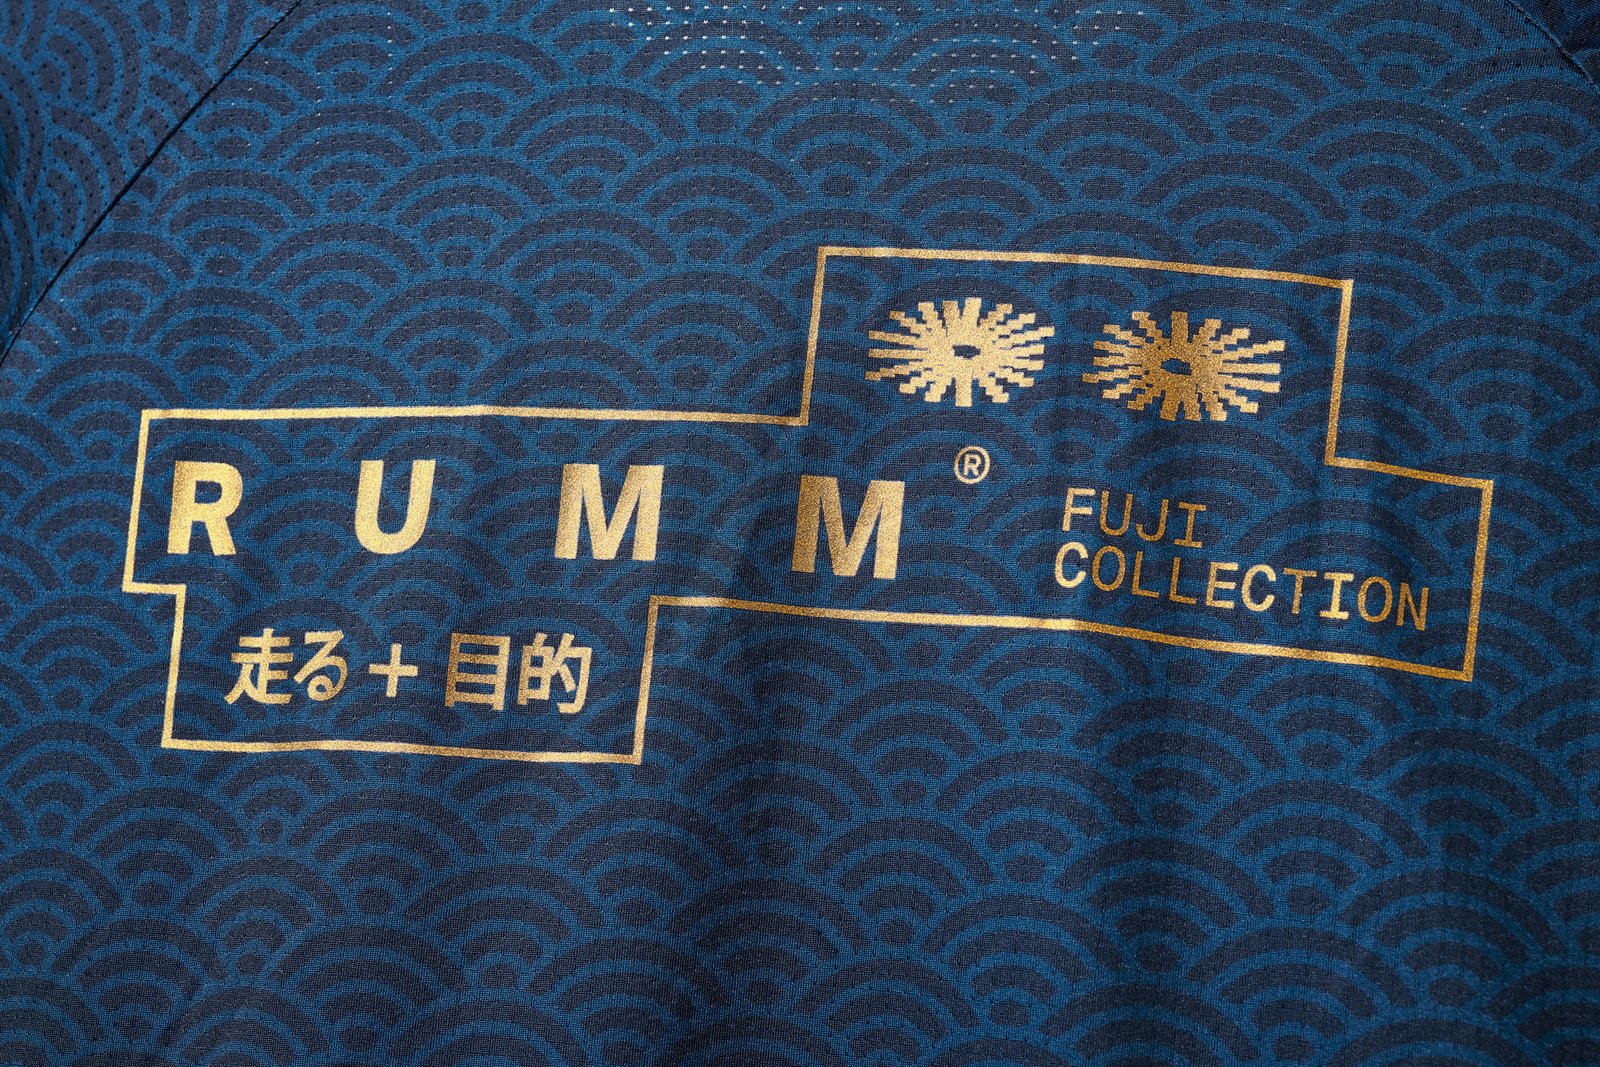 RUMM®
FUJI
COLLECTION
走る+目的